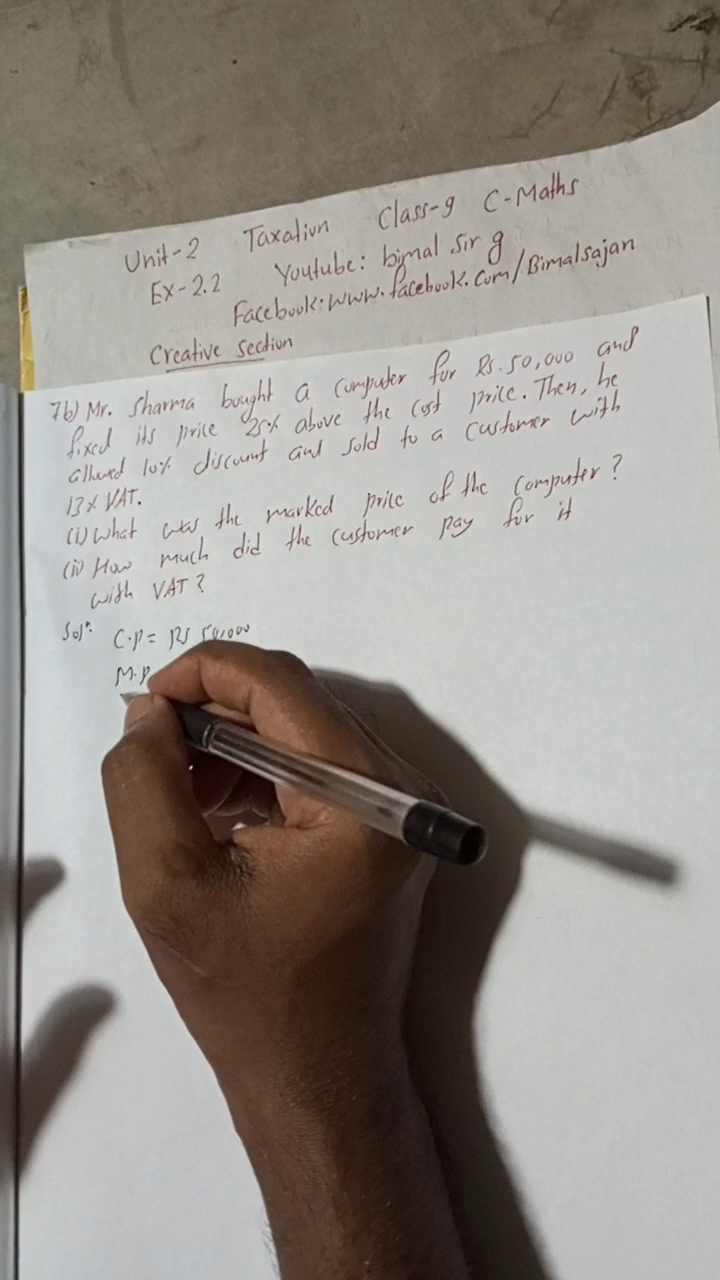 Unit-2 Taxation Class-9 C-Maths
Ex-2.2 Youtube: bimal sir g
Facebook: www.facebook.com/Bimalsajan
Creative section
7b) Mr. Sharma bought a computer for Rs. 50,000 and
fixed its price 25% above the cost price. Then, he
allowed 10% discount and sold to a customer with
13% VAT.
(i) What was the marked price of the computer?
(ii) How much did the customer pay for it
with VAT?
Solⁿ. C.P = Rs 50,000
M.P